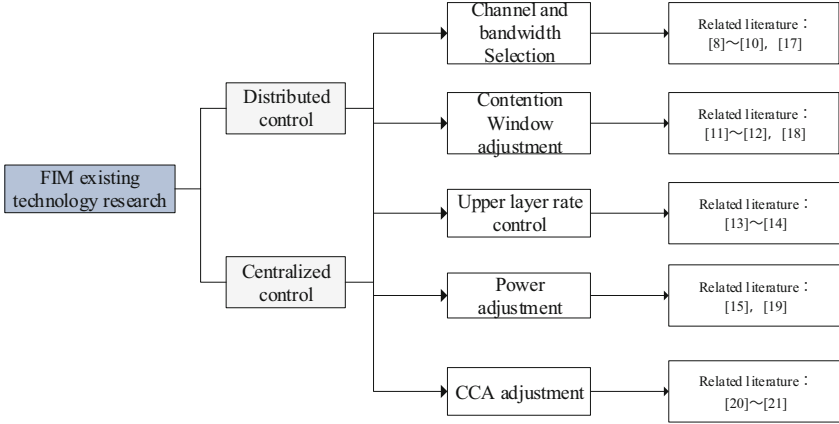 FIM existing
technology research
Distributed
control
Centralized
control
Channel and
bandwidth
Selection
Related literature：
[8]～[10]，[17]
Contention
Window
adjustment
Related literature：
[11]～[12]，[18]
Upper layer rate
control
Related literature：
[13]～[14]
Power
adjustment
Related literature：
[15]，[19]
CCA adjustment
Related literature：
[20]～[21]